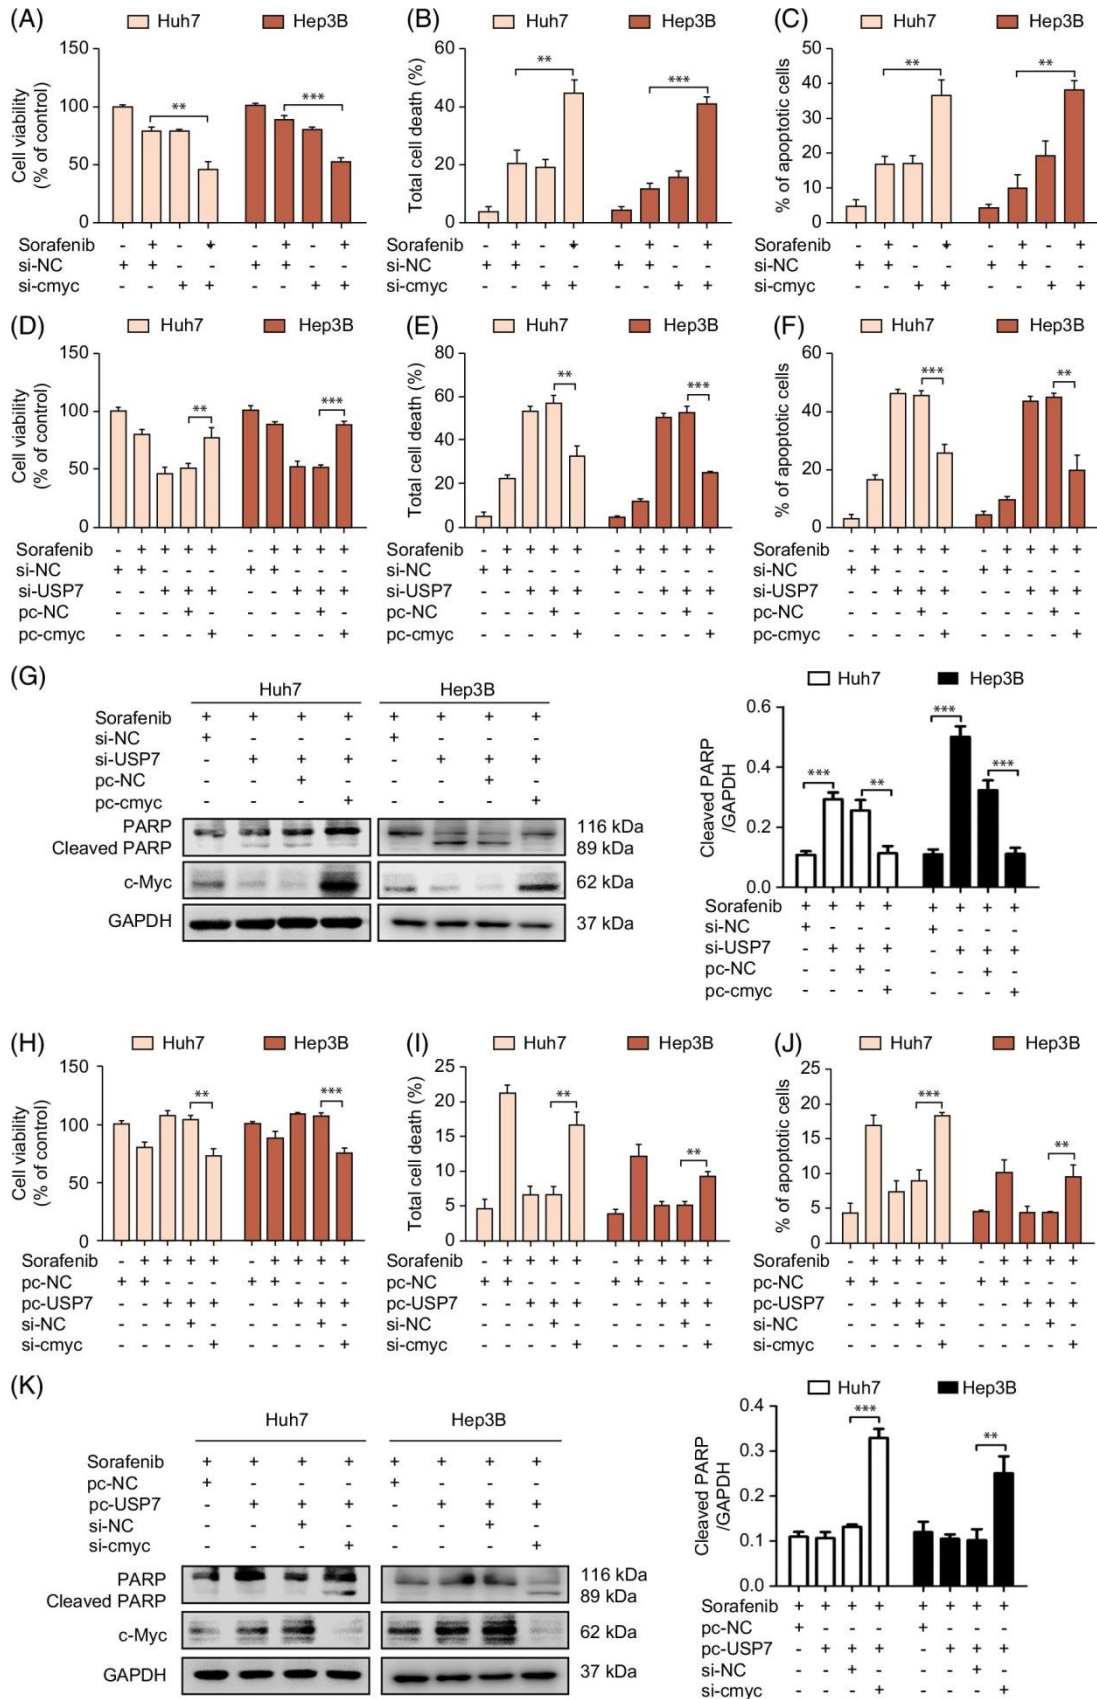 (A) Huh7 Hep3B
Cell viability
(% of control)
150
100
50
0
** ***
Sorafenib - + - + - + - +
si-NC + + - - + + - -
si-cmyc - - + + - - + +
(B) Huh7 Hep3B
Total cell death (%)
60
40
20
0
** ***
Sorafenib - + - + - + - +
si-NC + + - - + + - -
si-cmyc - - + + - - + +
(C) Huh7 Hep3B
% of apoptotic cells
50
40
30
20
10
0
** **
Sorafenib - + - + - + - +
si-NC + + - - + + - -
si-cmyc - - + + - - + +
(D) Huh7 Hep3B
Cell viability
(% of control)
150
100
50
0
** ***
Sorafenib - + + + + - + + + +
si-NC + + - - - + + - - -
si-USP7 - - + + + - - + + +
pc-NC - - - + - - - - + -
pc-cmyc - - - - + - - - - +
(E) Huh7 Hep3B
Total cell death (%)
80
60
40
20
0
** ***
Sorafenib - + + + + - + + + +
si-NC + + - - - + + - - -
si-USP7 - - + + + - - + + +
pc-NC - - - + - - - - + -
pc-cmyc - - - - + - - - - +
(F) Huh7 Hep3B
% of apoptotic cells
60
40
20
0
*** **
Sorafenib - + + + + - + + + +
si-NC + + - - - + + - - -
si-USP7 - - + + + - - + + +
pc-NC - - - + - - - - + -
pc-cmyc - - - - + - - - - +
(G)
Huh7 Hep3B
Sorafenib + + + + + + + +
si-NC + - - - + - - -
si-USP7 - + + + - + + +
pc-NC - - + - - - + -
pc-cmyc - - - + - - - +
PARP 116 kDa
Cleaved PARP 89 kDa
c-Myc 62 kDa
GAPDH 37 kDa
Huh7 Hep3B
Cleaved PARP
/GAPDH
0.6
0.4
0.2
0.0
*** ** *** ***
Sorafenib + + + + + + + +
si-NC + - - - + - - -
si-USP7 - + + + - + + +
pc-NC - - + - - - + -
pc-cmyc - - - + - - - +
(H) Huh7 Hep3B
Cell viability
(% of control)
150
100
50
0
** ***
Sorafenib - + + + + - + + + +
pc-NC + + - - - + + - - -
pc-USP7 - - + + + - - + + +
si-NC - - - + - - - - + -
si-cmyc - - - - + - - - - +
(I) Huh7 Hep3B
Total cell death (%)
25
20
15
10
5
0
** **
Sorafenib - + + + + - + + + +
pc-NC + + - - - + + - - -
pc-USP7 - - + + + - - + + +
si-NC - - - + - - - - + -
si-cmyc - - - - + - - - - +
(J) Huh7 Hep3B
% of apoptotic cells
25
20
15
10
5
0
*** **
Sorafenib - + + + + - + + + +
pc-NC + + - - - + + - - -
pc-USP7 - - + + + - - + + +
si-NC - - - + - - - - + -
si-cmyc - - - - + - - - - +
(K)
Huh7 Hep3B
Sorafenib + + + + + + + +
pc-NC + - - - + - - -
pc-USP7 - + + + - + + +
si-NC - - + - - - + -
si-cmyc - - - + - - - +
PARP 116 kDa
Cleaved PARP 89 kDa
c-Myc 62 kDa
GAPDH 37 kDa
Huh7 Hep3B
Cleaved PARP
/GAPDH
0.4
0.3
0.2
0.1
0.0
*** **
Sorafenib + + + + + + + +
pc-NC + - - - + - - -
pc-USP7 - + + + - + + +
si-NC - - + - - - + -
si-cmyc - - - + - - - +